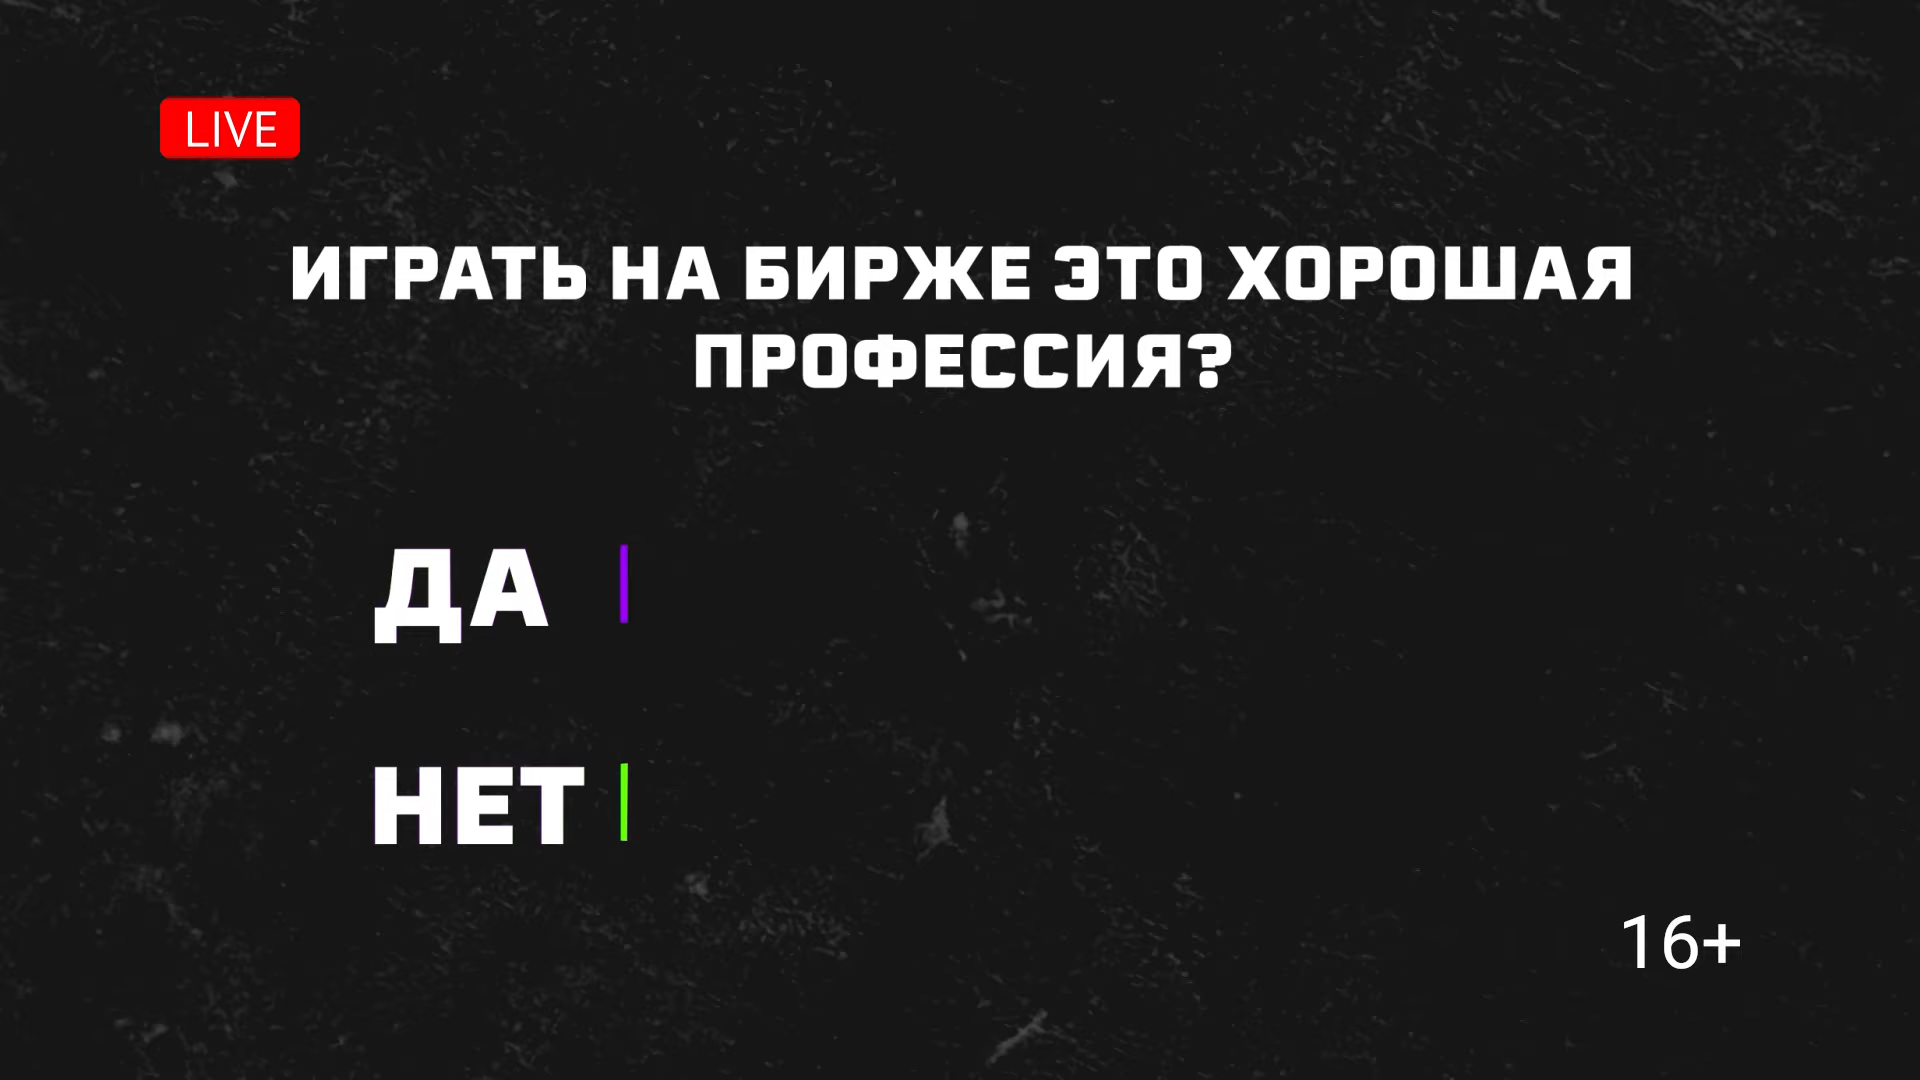 LIVE
ИГРАТЬ НА БИРЖЕ ЭТО ХОРОШАЯ
ПРОФЕССИЯ?
ДА
НЕТ
16+